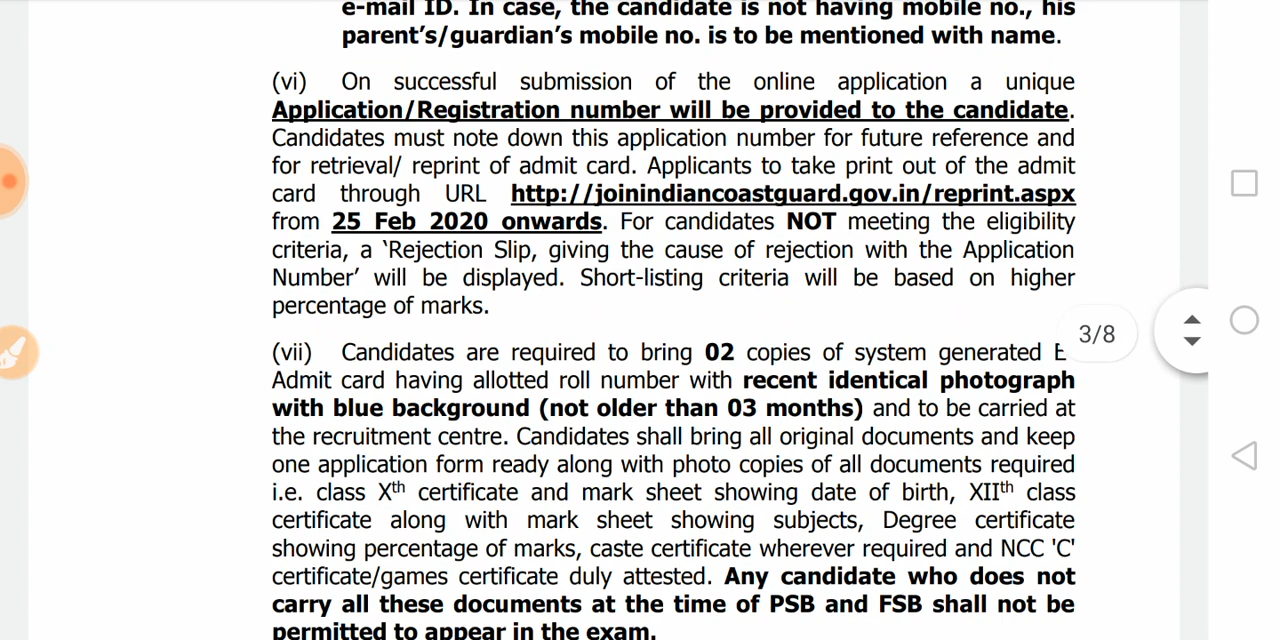 e-mail ID. In case, the candidate is not having mobile no., his
parent's/guardian's mobile no. is to be mentioned with name.
(vi) On successful submission of the online application a unique
Application/Registration number will be provided to the candidate.
Candidates must note down this application number for future reference and
for retrieval/ reprint of admit card. Applicants to take print out of the admit
card through URL http://joinindiancoastguard.gov.in/reprint.aspx
from 25 Feb 2020 onwards. For candidates NOT meeting the eligibility
criteria, a ‘Rejection Slip, giving the cause of rejection with the Application
Number’ will be displayed. Short-listing criteria will be based on higher
percentage of marks.
3/8
(vii) Candidates are required to bring 02 copies of system generated E
Admit card having allotted roll number with recent identical photograph
with blue background (not older than 03 months) and to be carried at
the recruitment centre. Candidates shall bring all original documents and keep
one application form ready along with photo copies of all documents required
i.e. class Xth certificate and mark sheet showing date of birth, XIIth class
certificate along with mark sheet showing subjects, Degree certificate
showing percentage of marks, caste certificate wherever required and NCC 'C'
certificate/games certificate duly attested. Any candidate who does not
carry all these documents at the time of PSB and FSB shall not be
permitted to appear in the exam.